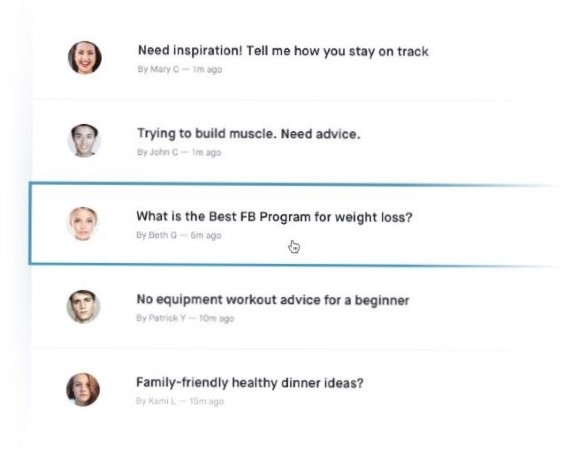 Need inspiration! Tell me how you stay on track
By Mary C — 1m ago
Trying to build muscle. Need advice.
By John C — 1m ago
What is the Best FB Program for weight loss?
By Beth G — 5m ago
No equipment workout advice for a beginner
By Patrick Y — 10m ago
Family-friendly healthy dinner ideas?
By Kami L — 15m ago